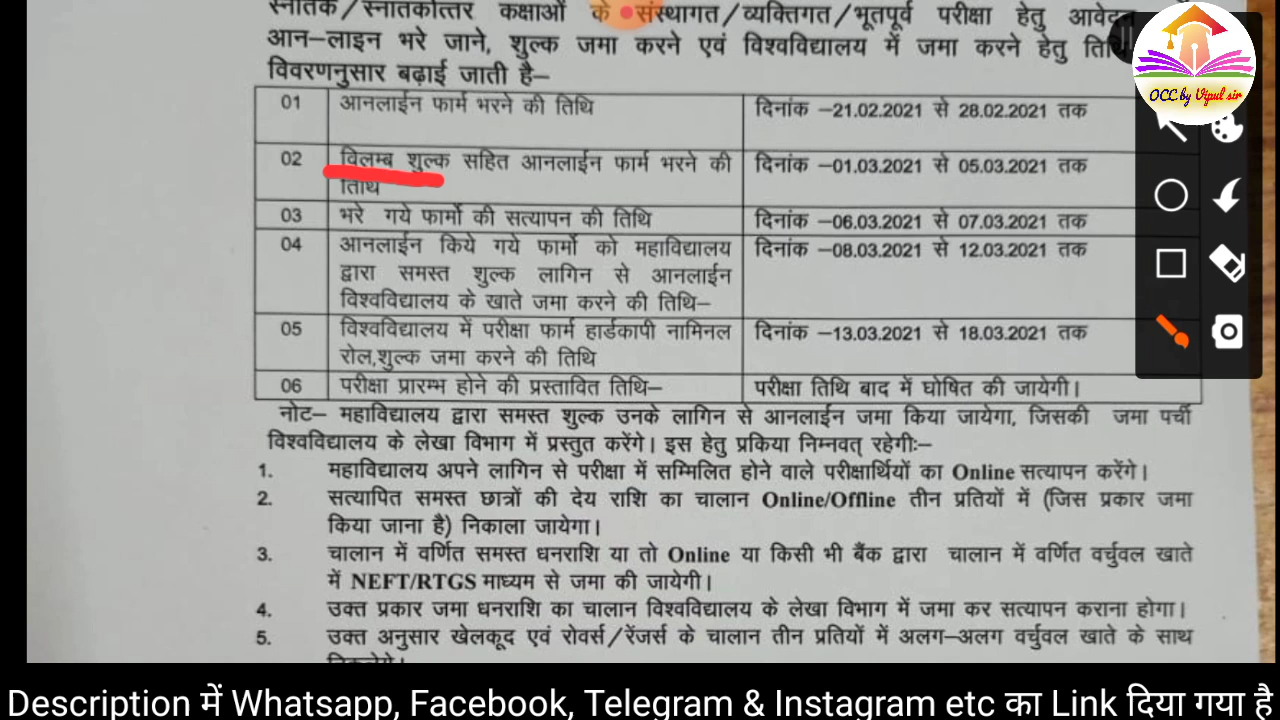 स्नातक/स्नातकोत्तर कक्षाओं के संस्थागत/व्यक्तिगत/भूतपूर्व परीक्षा हेतु आवेदन
आन–लाइन भरे जाने, शुल्क जमा करने एवं विश्वविद्यालय में जमा करने हेतु
विवरणनुसार बढ़ाई जाती है–
OCC by Vipul sir
01 आनलाईन फार्म भरने की तिथि दिनांक –21.02.2021 से 28.02.2021 तक
02 विलम्ब शुल्क सहित आनलाईन फार्म भरने की दिनांक –01.03.2021 से 05.03.2021 तक
तिथि
03 भरे गये फार्मो की सत्यापन की तिथि दिनांक –06.03.2021 से 07.03.2021 तक
04 आनलाईन किये गये फार्मो को महाविद्यालय दिनांक –08.03.2021 से 12.03.2021 तक
द्वारा समस्त शुल्क लागिन से आनलाईन
विश्वविद्यालय के खाते जमा करने की तिथि–
05 विश्वविद्यालय में परीक्षा फार्म हार्डकापी नामिनल दिनांक –13.03.2021 से 18.03.2021 तक
रोल,शुल्क जमा करने की तिथि
06 परीक्षा प्रारम्भ होने की प्रस्तावित तिथि– परीक्षा तिथि बाद में घोषित की जायेगी।
नोट– महाविद्यालय द्वारा समस्त शुल्क उनके लागिन से आनलाईन जमा किया जायेगा, जिसकी जमा पर्ची
विश्वविद्यालय के लेखा विभाग में प्रस्तुत करेंगे। इस हेतु प्रकिया निम्नवत् रहेगीः–
1. महाविद्यालय अपने लागिन से परीक्षा में सम्मिलित होने वाले परीक्षार्थियों का Online सत्यापन करेंगे।
2. सत्यापित समस्त छात्रों की देय राशि का चालान Online/Offline तीन प्रतियों में (जिस प्रकार जमा
किया जाना है) निकाला जायेगा।
3. चालान में वर्णित समस्त धनराशि या तो Online या किसी भी बैंक द्वारा चालान में वर्णित वर्चुवल खाते
में NEFT/RTGS माध्यम से जमा की जायेगी।
4. उक्त प्रकार जमा धनराशि का चालान विश्वविद्यालय के लेखा विभाग में जमा कर सत्यापन कराना होगा।
5. उक्त अनुसार खेलकूद एवं रोवर्स/रेंजर्स के चालान तीन प्रतियों में अलग–अलग वर्चुवल खाते के साथ
Description में Whatsapp, Facebook, Telegram & Instagram etc का Link दिया गया है